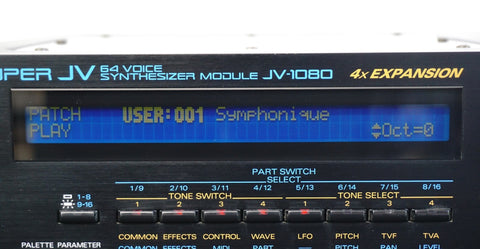 UPER JV 64 VOICE SYNTHESIZER MODULE JV-1080 4x EXPANSION
PATCH USER:001 Symphonique
PLAY Oct=0
PART SWITCH
SELECT
1-8 1/9 2/10 3/11 4/12 5/13 6/14 7/15 8/16
9-16 TONE SWITCH TONE SELECT
1 2 3 4 1 2 3 4
COMMON EFFECTS CONTROL WAVE LFO PITCH TVF TVA
PALETTE PARAMETER COMMON EFFECTS MIDI PART PITCH PAN LEVEL